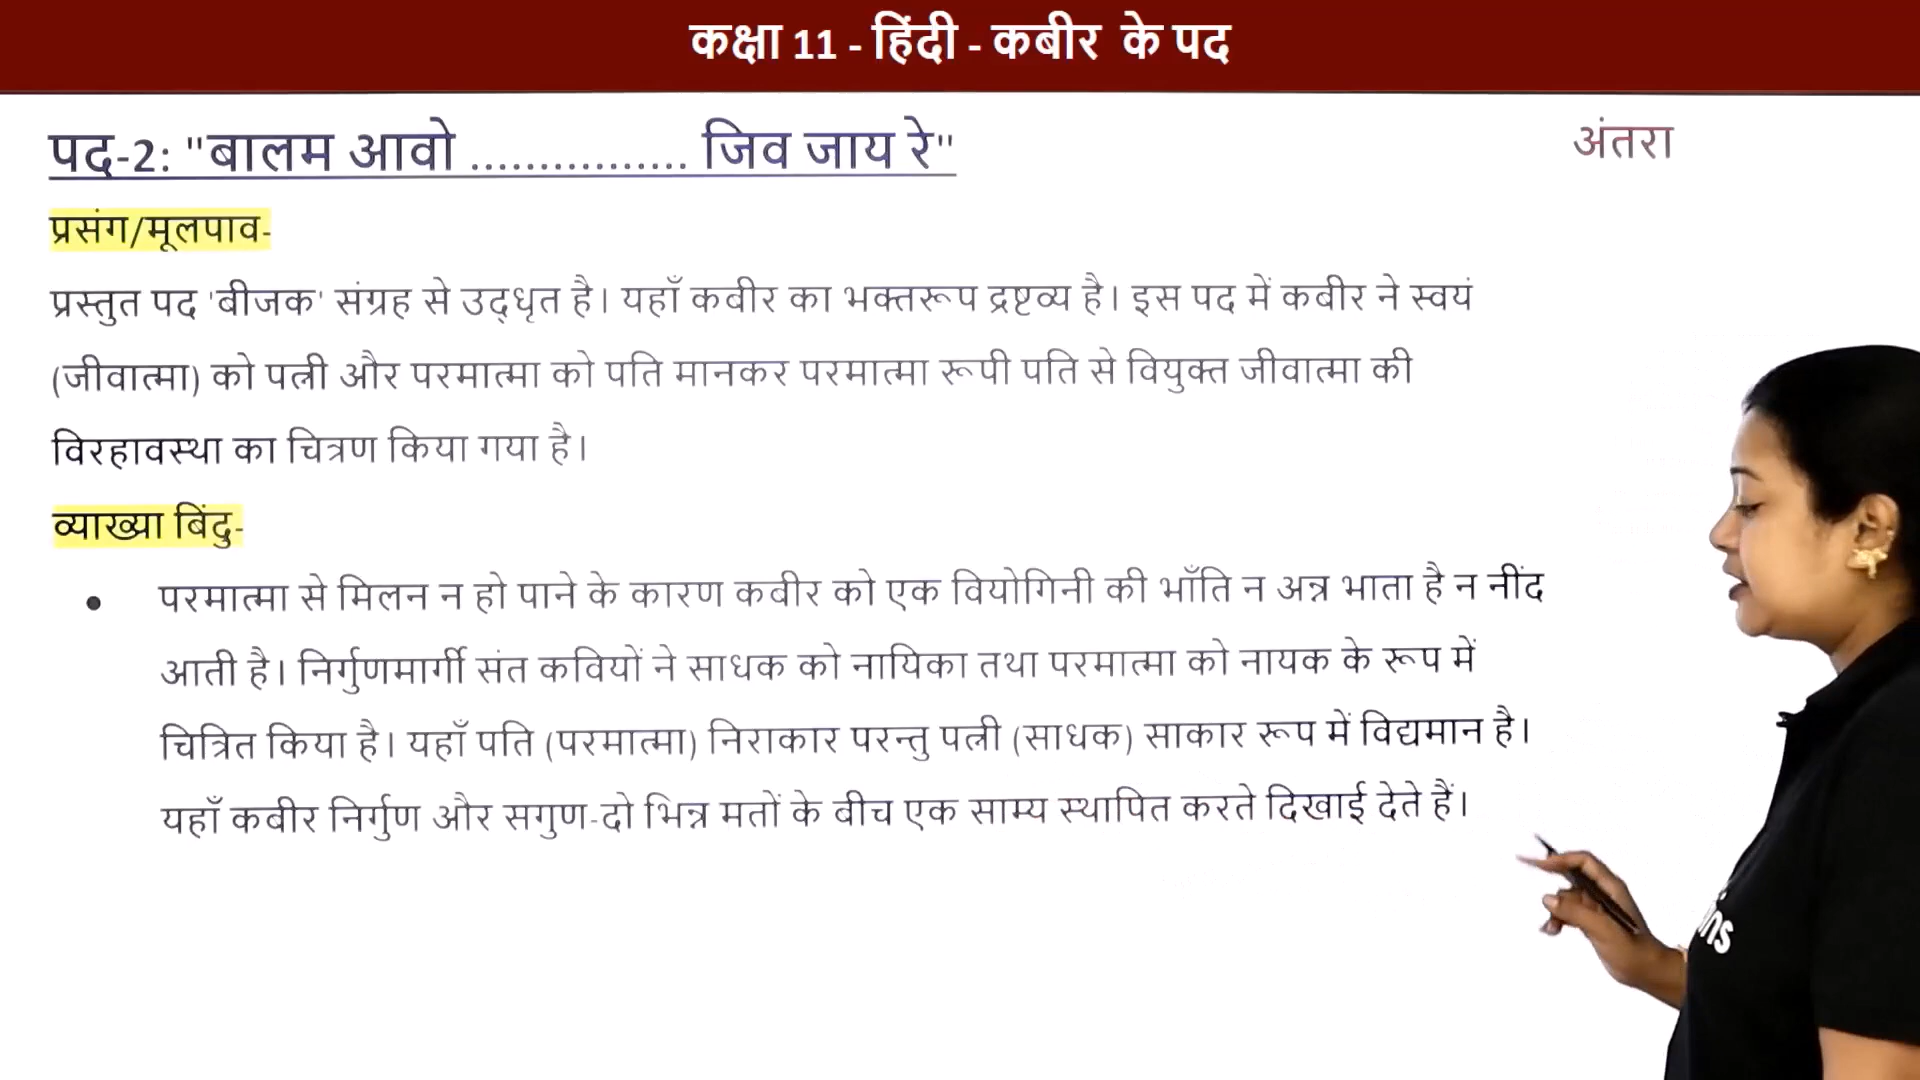 कक्षा 11 - हिंदी - कबीर के पद
पद-2: "बालम आवो ................ जिव जाय रे"
अंतरा
प्रसंग/मूलपाव-
प्रस्तुत पद 'बीजक' संग्रह से उद्धृत है। यहाँ कबीर का भक्तरूप द्रष्टव्य है। इस पद में कबीर ने स्वयं
(जीवात्मा) को पत्नी और परमात्मा को पति मानकर परमात्मा रूपी पति से वियुक्त जीवात्मा की
विरहावस्था का चित्रण किया गया है।
व्याख्या बिंदु-
● परमात्मा से मिलन न हो पाने के कारण कबीर को एक वियोगिनी की भाँति न अन्न भाता है न नींद
आती है। निर्गुणमार्गी संत कवियों ने साधक को नायिका तथा परमात्मा को नायक के रूप में
चित्रित किया है। यहाँ पति (परमात्मा) निराकार परन्तु पत्नी (साधक) साकार रूप में विद्यमान है।
यहाँ कबीर निर्गुण और सगुण-दो भिन्न मतों के बीच एक साम्य स्थापित करते दिखाई देते हैं।